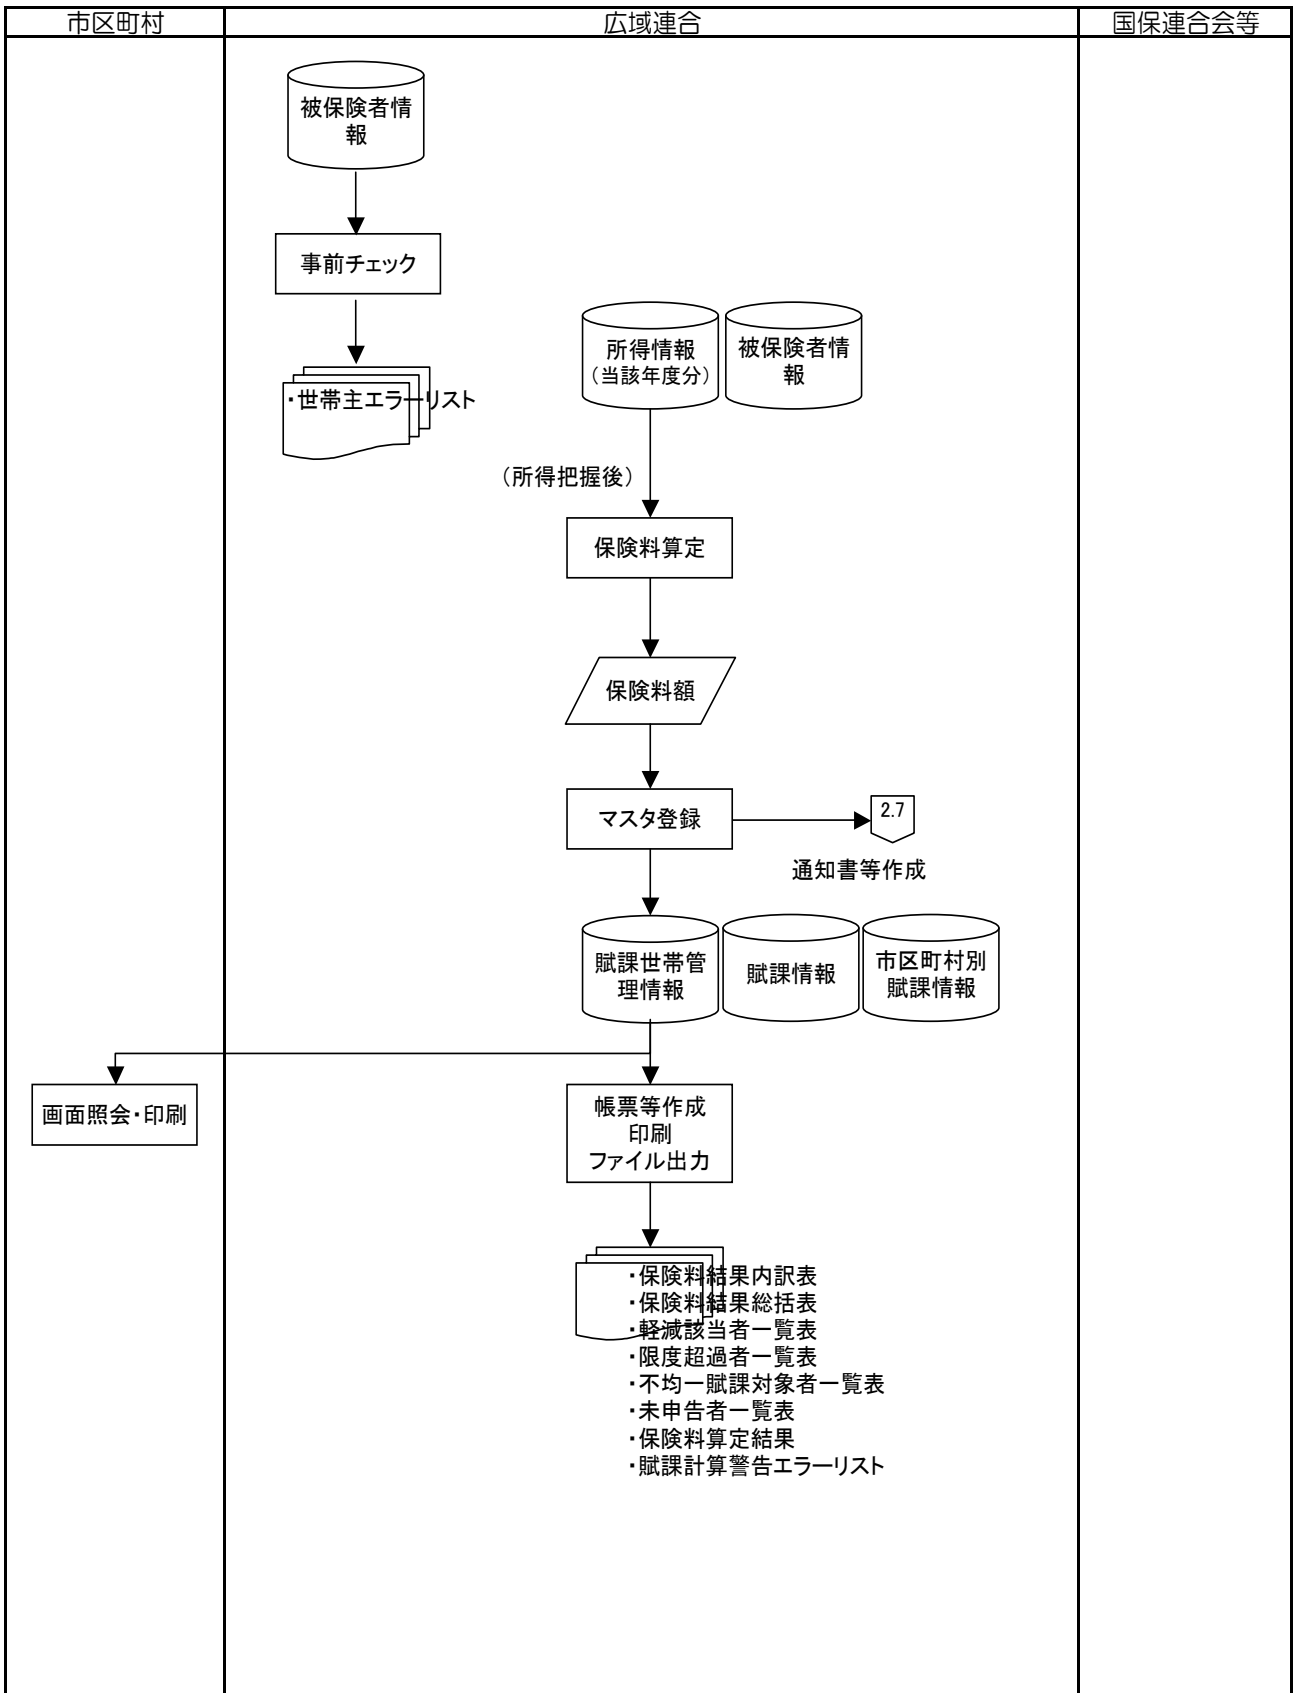 市区町村
広域連合
国保連合会等
被保険者情
報
事前チェック
・世帯主エラーリスト
所得情報
（当該年度分）
被保険者情
報
（所得把握後）
保険料算定
保険料額
マスタ登録
2.7
通知書等作成
賦課世帯管
理情報
賦課情報
市区町村別
賦課情報
画面照会・印刷
帳票等作成
印刷
ファイル出力
・保険料結果内訳表
・保険料結果総括表
・軽減該当者一覧表
・限度超過者一覧表
・不均一賦課対象者一覧表
・未申告者一覧表
・保険料算定結果
・賦課計算警告エラーリスト